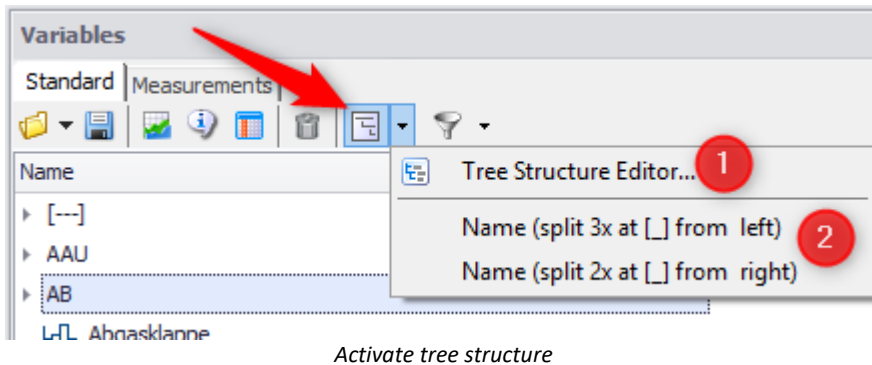 Variables
Standard Measurements
Name
Tree Structure Editor... 1
[---]
Name (split 3x at [_] from left) 2
AAU
Name (split 2x at [_] from right)
AB
Abgasklappe
Activate tree structure